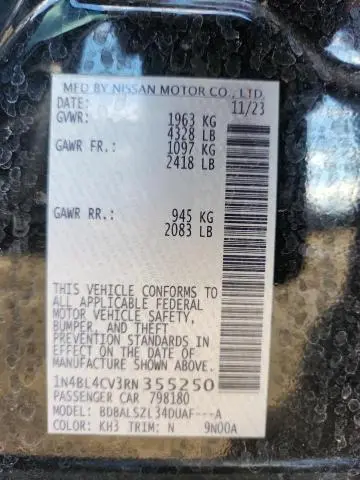 MFD BY NISSAN MOTOR CO., LTD.
DATE: 11/23
GVWR: 1963 KG
4328 LB
GAWR FR.: 1097 KG
2418 LB
GAWR RR.: 945 KG
2083 LB
THIS VEHICLE CONFORMS TO
ALL APPLICABLE FEDERAL
MOTOR VEHICLE SAFETY,
BUMPER, AND THEFT
PREVENTION STANDARDS IN
EFFECT ON THE DATE OF
MANUFACTURE SHOWN ABOVE.
1N4BL4CV3RN355250
PASSENGER CAR 798180
MODEL: BDBALSZL34DUAF---A
COLOR: KH3 TRIM: N 9N00A